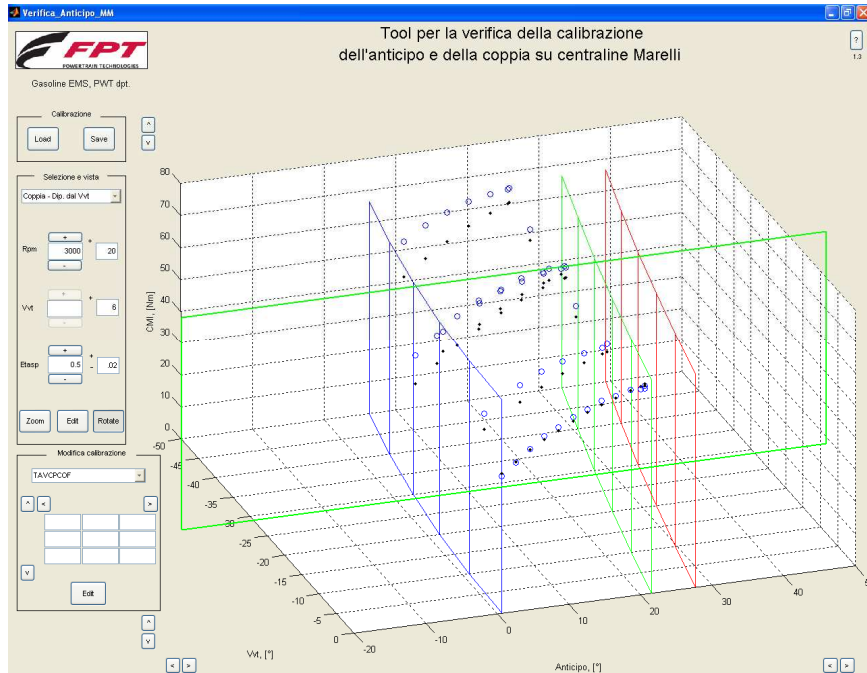 Verifica_Anticipo_MM
Tool per la verifica della calibrazione
dell'anticipo e della coppia su centraline Marelli
?
1.3
FPT
POWERTRAIN TECHNOLOGIES
Gasoline EMS, PWT dpt.
Calibrazione
Load Save
^
v
Selezione e vista
Coppia - Dip. dal Vvt
+
Rpm 3000 + 20
-
+
Vvt + 6
-
+
Etasp 0.5 + - .02
-
Zoom Edit Rotate
Modifica calibrazione
TAVCPCOF
^ < >
v
Edit
^
v
< >
< >
CMI, [Nm]
80
70
60
50
40
30
20
10
0
-50
-45
-40
-35
-30
-25
-20
-15
-10
-5
0
Vvt, [°]
-20
-10
0
10
20
30
40
50
Anticipo, [°]